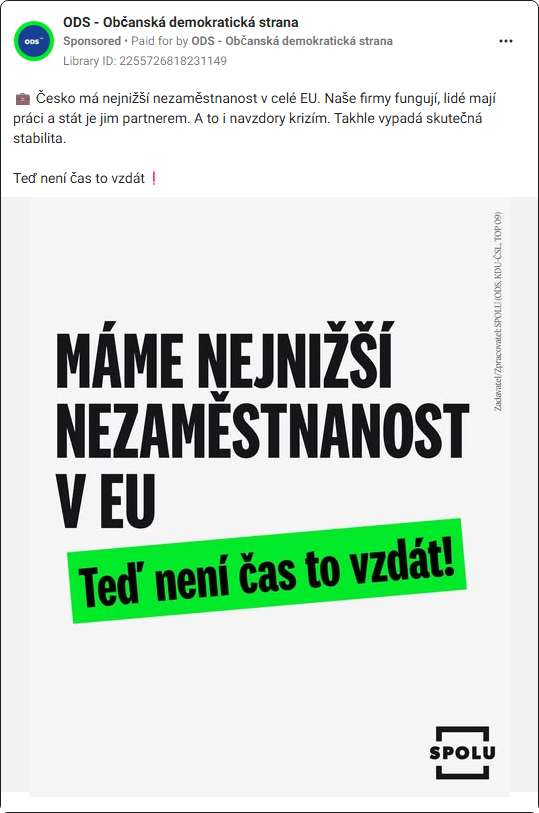 ODS - Občanská demokratická strana
Sponsored • Paid for by ODS - Občanská demokratická strana
Library ID: 2255726818231149
💼 Česko má nejnižší nezaměstnanost v celé EU. Naše firmy fungují, lidé mají
práci a stát je jim partnerem. A to i navzdory krizím. Takhle vypadá skutečná
stabilita.
Teď není čas to vzdát❗
Zadavatel/Zpracovatel: SPOLU (ODS, KDU-ČSL, TOP 09)
MÁME NEJNIŽŠÍ
NEZAMĚSTNANOST
V EU
Teď není čas to vzdát!
SPOLU